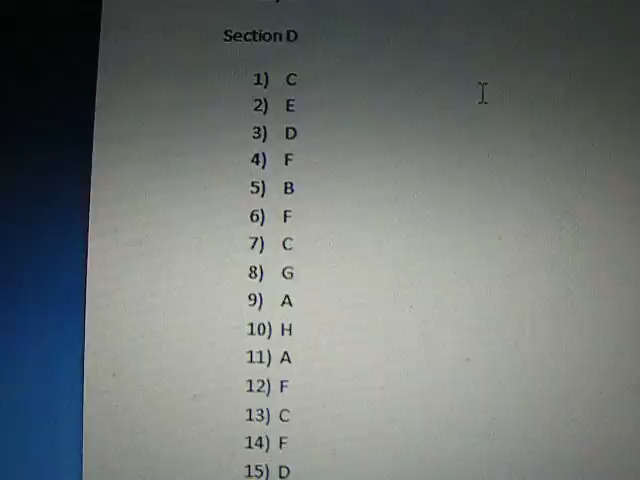 Section D
1) C
2) E
3) D
4) F
5) B
6) F
7) C
8) G
9) A
10) H
11) A
12) F
13) C
14) F
15) D